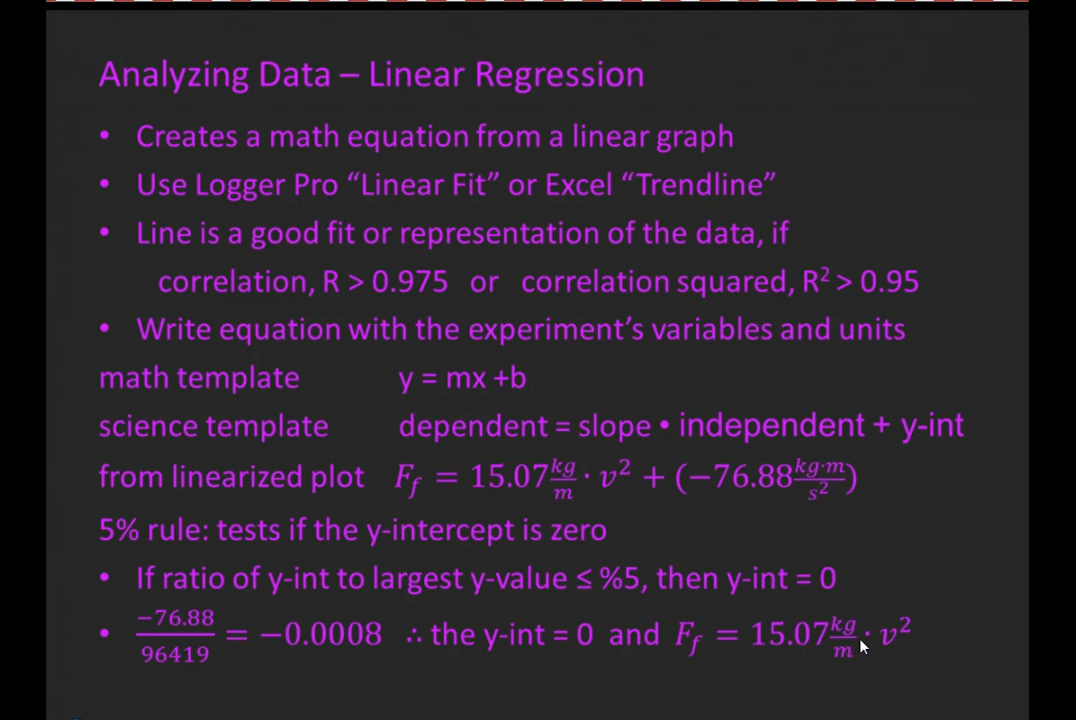 Analyzing Data – Linear Regression
• Creates a math equation from a linear graph
• Use Logger Pro “Linear Fit” or Excel “Trendline”
• Line is a good fit or representation of the data, if
correlation, R > 0.975 or correlation squared, R² > 0.95
• Write equation with the experiment’s variables and units
math template y = mx +b
science template dependent = slope • independent + y-int
from linearized plot F_f = 15.07 kg/m · v² + (−76.88 kg·m/s²)
5% rule: tests if the y-intercept is zero
• If ratio of y-int to largest y-value ≤ %5, then y-int = 0
• −76.88/96419 = −0.0008 ∴ the y-int = 0 and F_f = 15.07 kg/m · v²